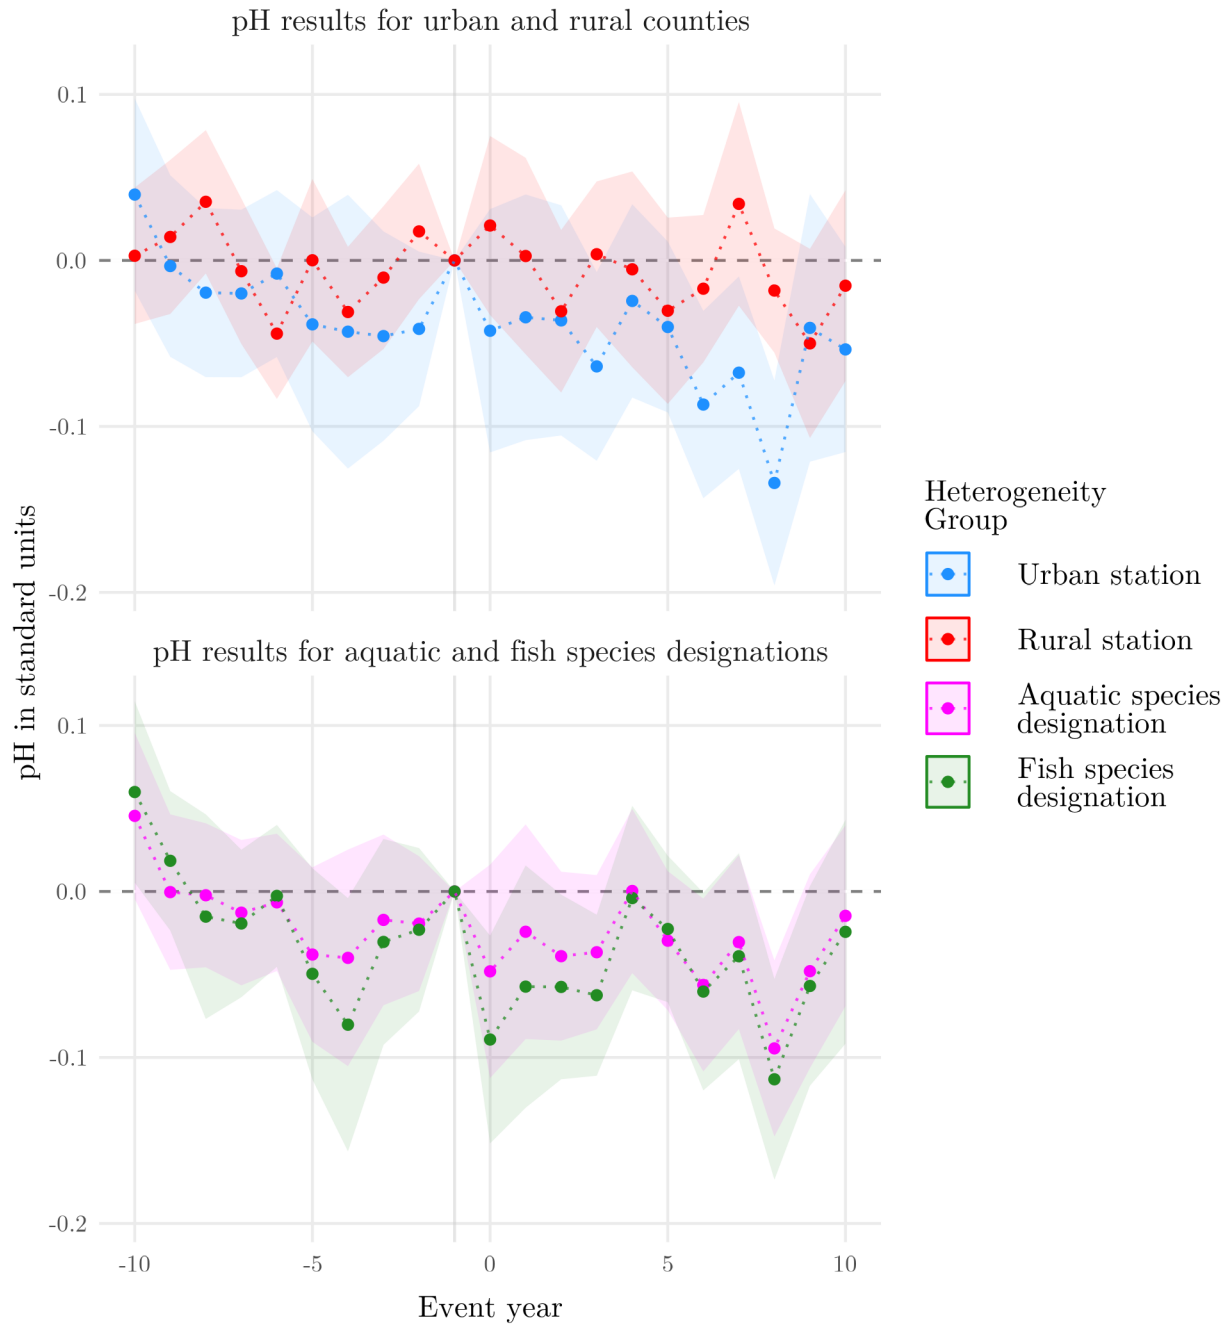 pH results for urban and rural counties
0.1
0.0
-0.1
-0.2
pH in standard units
pH results for aquatic and fish species designations
0.1
0.0
-0.1
-0.2
-10
-5
0
5
10
Event year
Heterogeneity
Group
Urban station
Rural station
Aquatic species
designation
Fish species
designation